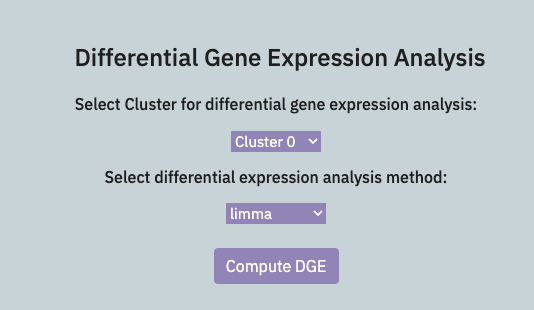 Differential Gene Expression Analysis
Select Cluster for differential gene expression analysis:
Cluster 0
Select differential expression analysis method:
limma
Compute DGE